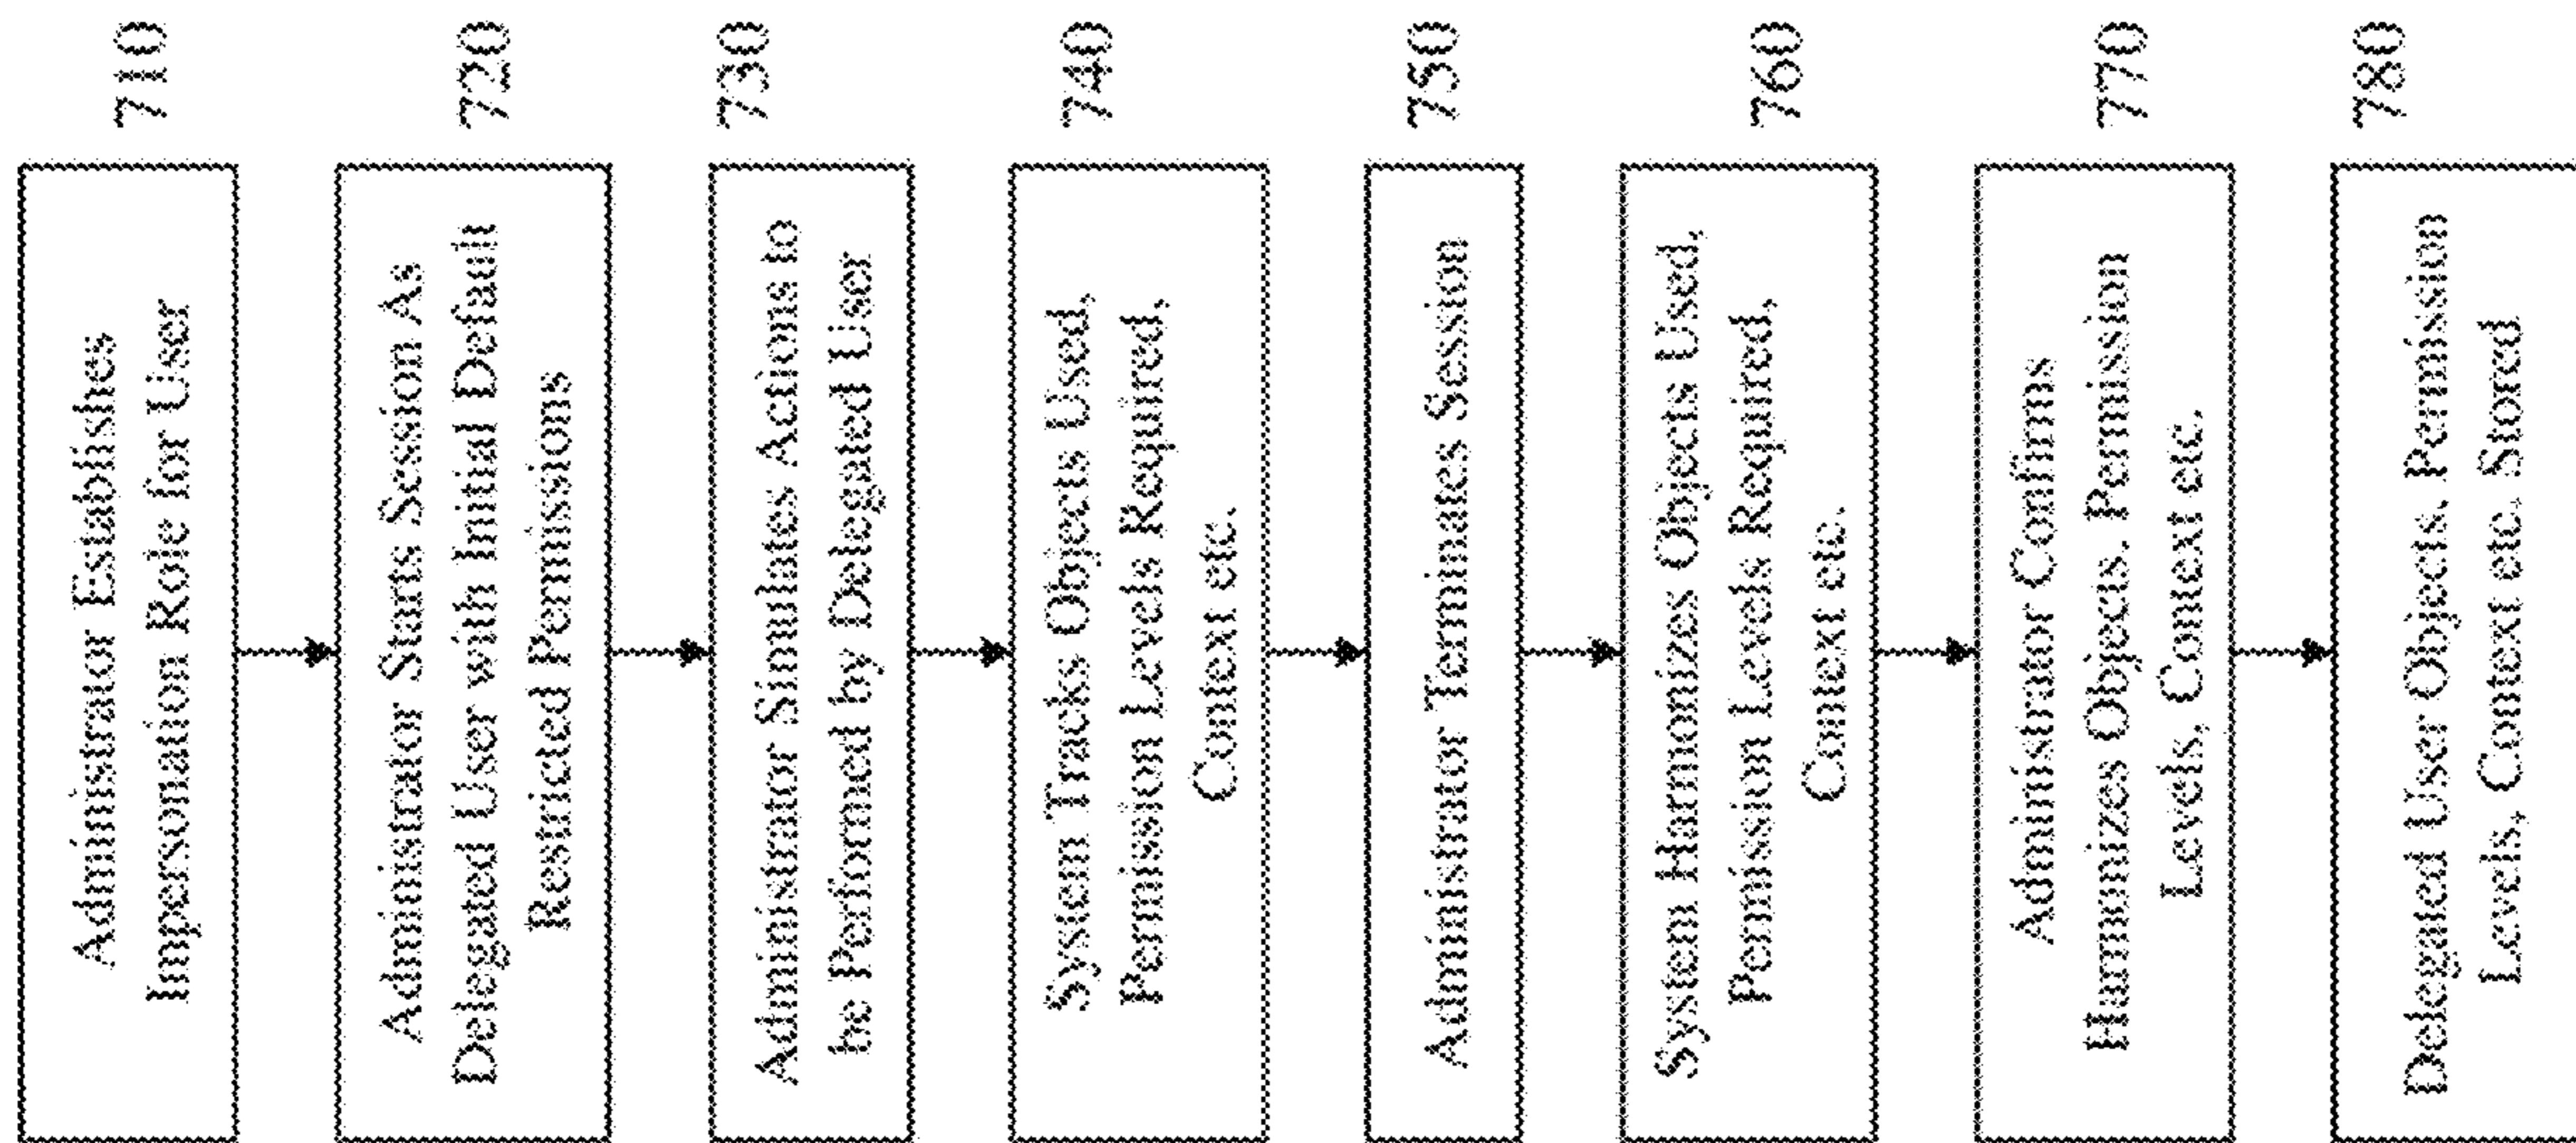 Administrator Establishes
Impersonation Role for User
710
Administrator Starts Session As
Delegated User with Initial Default
Restricted Permissions
720
Administrator Simulates Actions to
be Performed by Delegated User
730
System Tracks Objects Used,
Permission Levels Required,
Context etc.
740
Administrator Terminates Session
750
System Harmonizes Objects Used,
Permission Levels Required,
Context etc.
760
Administrator Confirms
Harmonizes Objects, Permission
Levels, Context etc.
770
Delegated User Objects, Permission
Levels, Context etc. Stored
780